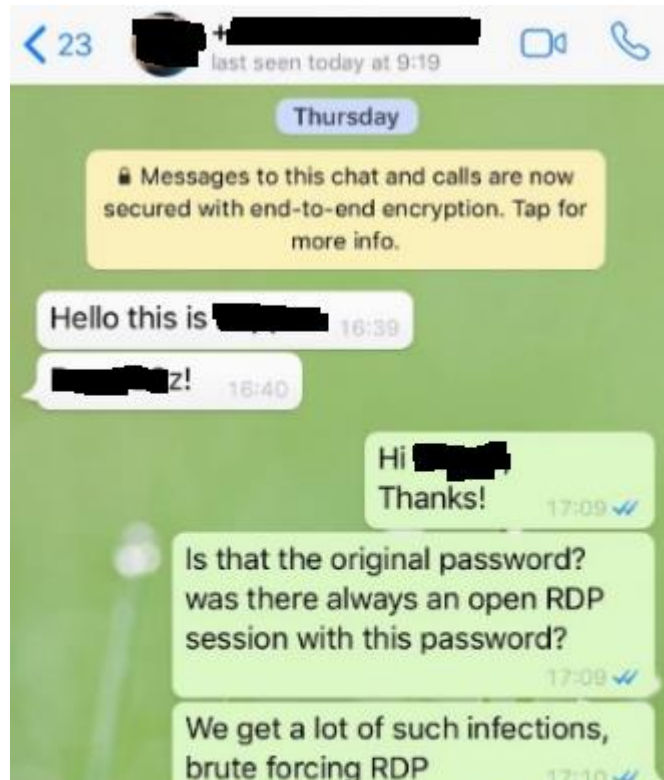 23
+
last seen today at 9:19
Thursday
Messages to this chat and calls are now
secured with end-to-end encryption. Tap for
more info.
Hello this is
16:39
z!
16:40
Hi
Thanks!
17:09
Is that the original password?
was there always an open RDP
session with this password?
17:09
We get a lot of such infections,
brute forcing RDP
17:10